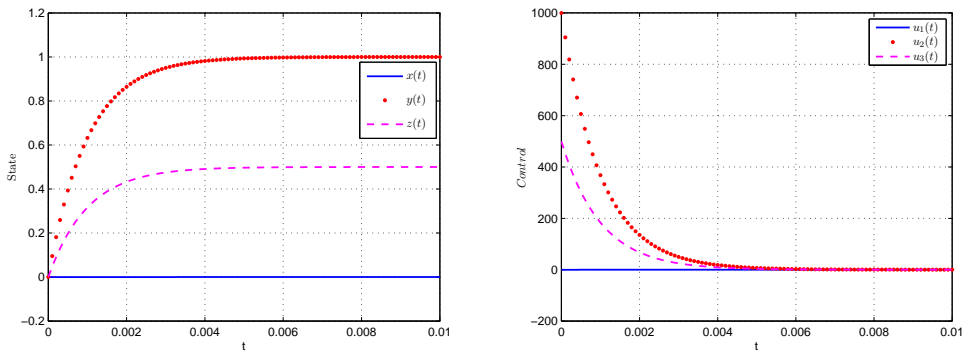 1.2
1
0.8
0.6
0.4
0.2
0
−0.2
State
0
0.002
0.004
0.006
0.008
0.01
t
x(t)
y(t)
z(t)
1000
800
600
400
200
0
−200
Control
0
0.002
0.004
0.006
0.008
0.01
t
u₁(t)
u₂(t)
u₃(t)